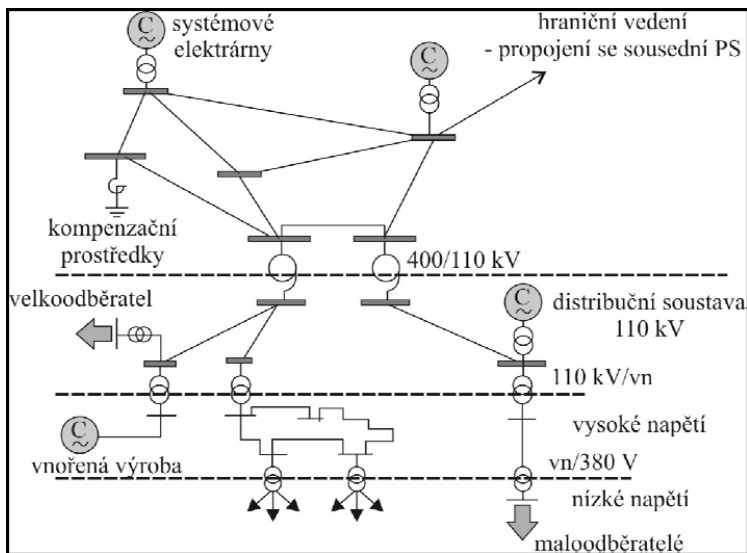 systémové
elektrárny
C
~
hraniční vedení
- propojení se sousední PS
C
~
kompenzační
prostředky
400/110 kV
velkoodběratel
C
~
distribuční soustava
110 kV
110 kV/vn
C
~
vnořená výroba
vysoké napětí
vn/380 V
nízké napětí
maloodběratelé